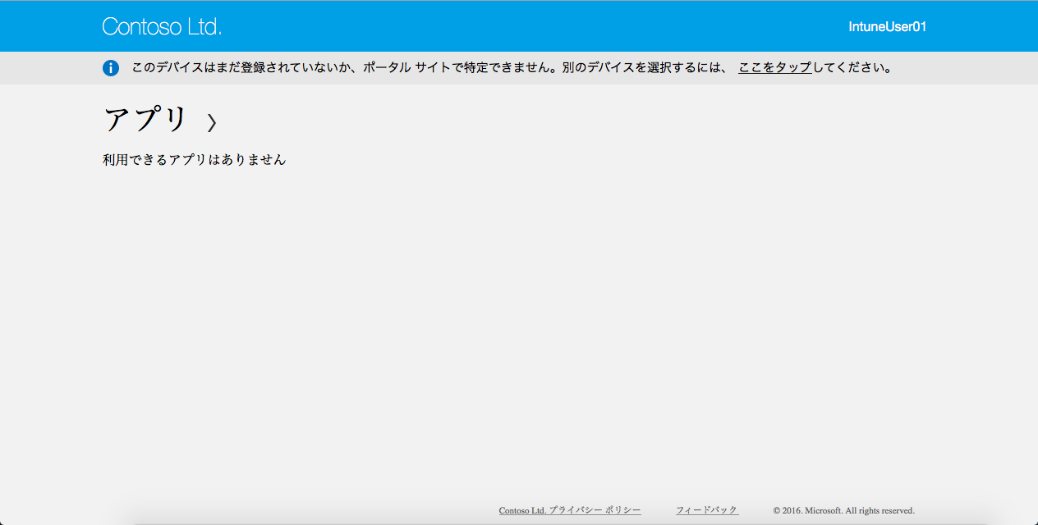 Contoso Ltd.
IntuneUser01
このデバイスはまだ登録されていないか、ポータル サイトで特定できません。別のデバイスを選択するには、 ここをタップしてください。
アプリ 〉
利用できるアプリはありません
Contoso Ltd. プライバシー ポリシー
フィードバック
© 2016. Microsoft. All rights reserved.